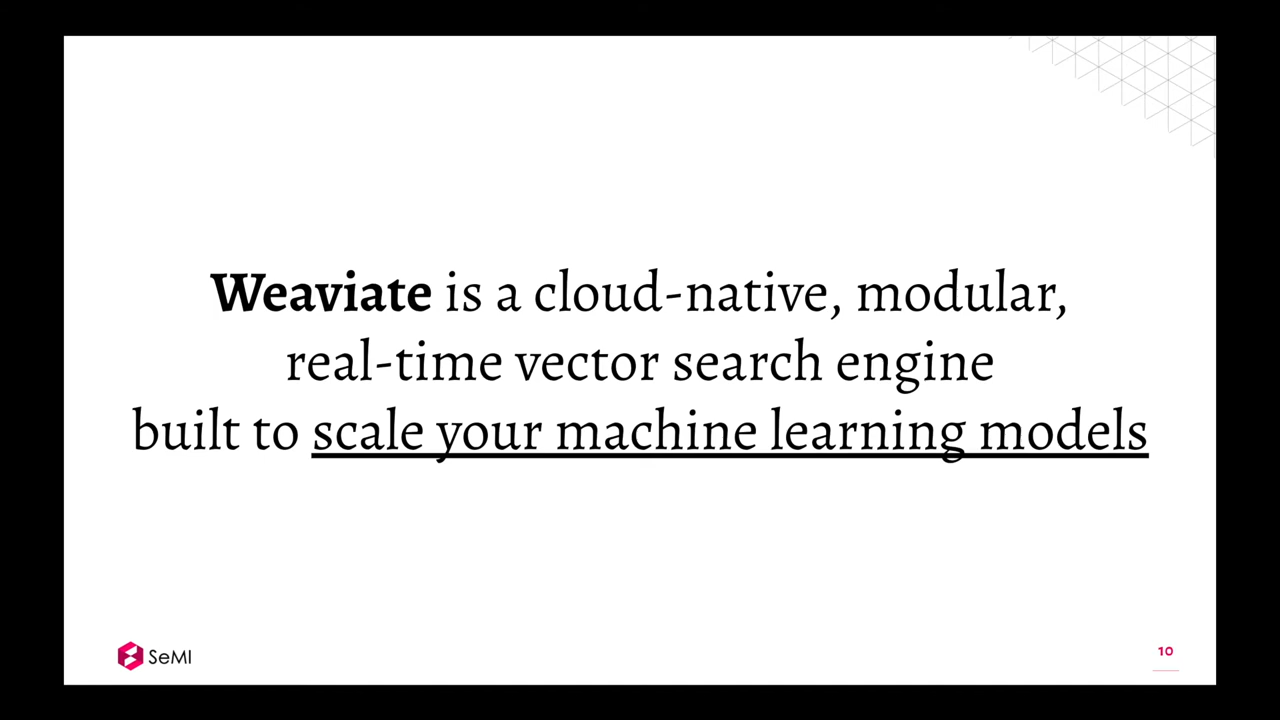 Weaviate is a cloud-native, modular,
real-time vector search engine
built to scale your machine learning models
SeMI
10